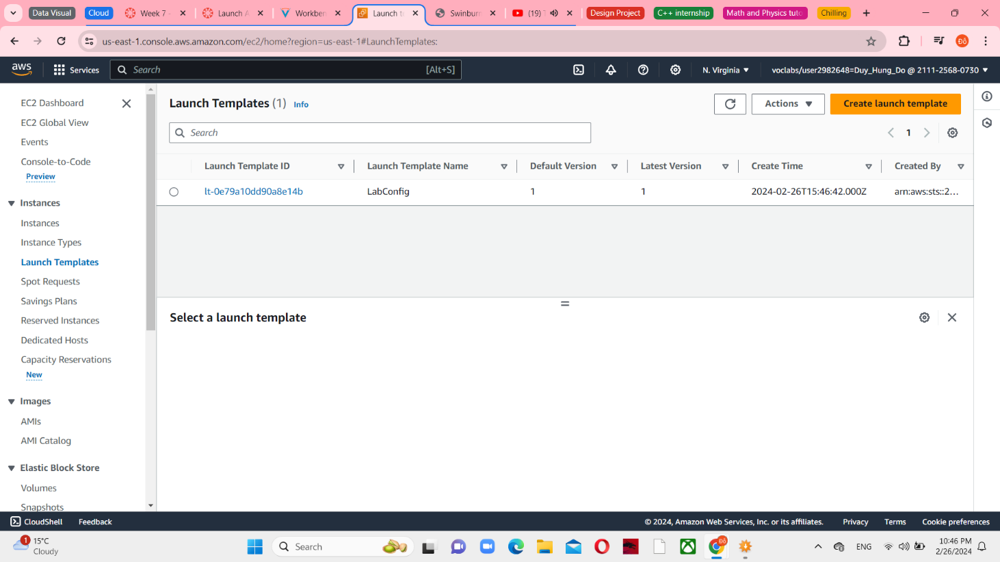 Data Visual
Cloud
Week 7 -
Launch A
Workben
Launch te
Swinburn
(19)
Design Project
C++ internship
Math and Physics tuto
Chilling
us-east-1.console.aws.amazon.com/ec2/home?region=us-east-1#LaunchTemplates:
Đô
aws
Services
Search
[Alt+S]
N. Virginia
voclabs/user2982648=Duy_Hung_Do @ 2111-2568-0730
EC2 Dashboard
EC2 Global View
Events
Console-to-Code
Preview
Instances
Instances
Instance Types
Launch Templates
Spot Requests
Savings Plans
Reserved Instances
Dedicated Hosts
Capacity Reservations
New
Images
AMIs
AMI Catalog
Elastic Block Store
Volumes
Snapshots
Launch Templates (1) Info
Actions
Create launch template
Search
1
Launch Template ID
Launch Template Name
Default Version
Latest Version
Create Time
Created By
lt-0e79a10dd90a8e14b
LabConfig
1
1
2024-02-26T15:46:42.000Z
arn:aws:sts::2...
Select a launch template
CloudShell
Feedback
© 2024, Amazon Web Services, Inc. or its affiliates.
Privacy
Terms
Cookie preferences
1
15°C
Cloudy
Search
Đô
ENG
10:46 PM
2/26/2024